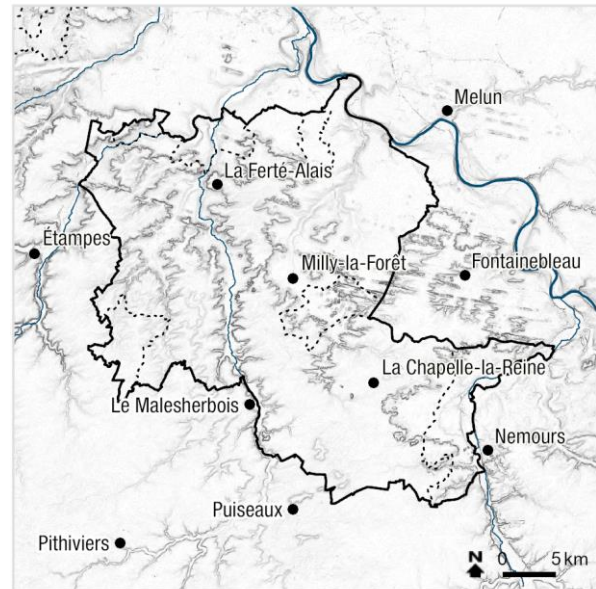 Melun
La Ferté-Alais
Étampes
Milly-la-Forêt
Fontainebleau
La Chapelle-la-Reine
Le Malesherbois
Nemours
Puiseaux
Pithiviers
N
0 5 km